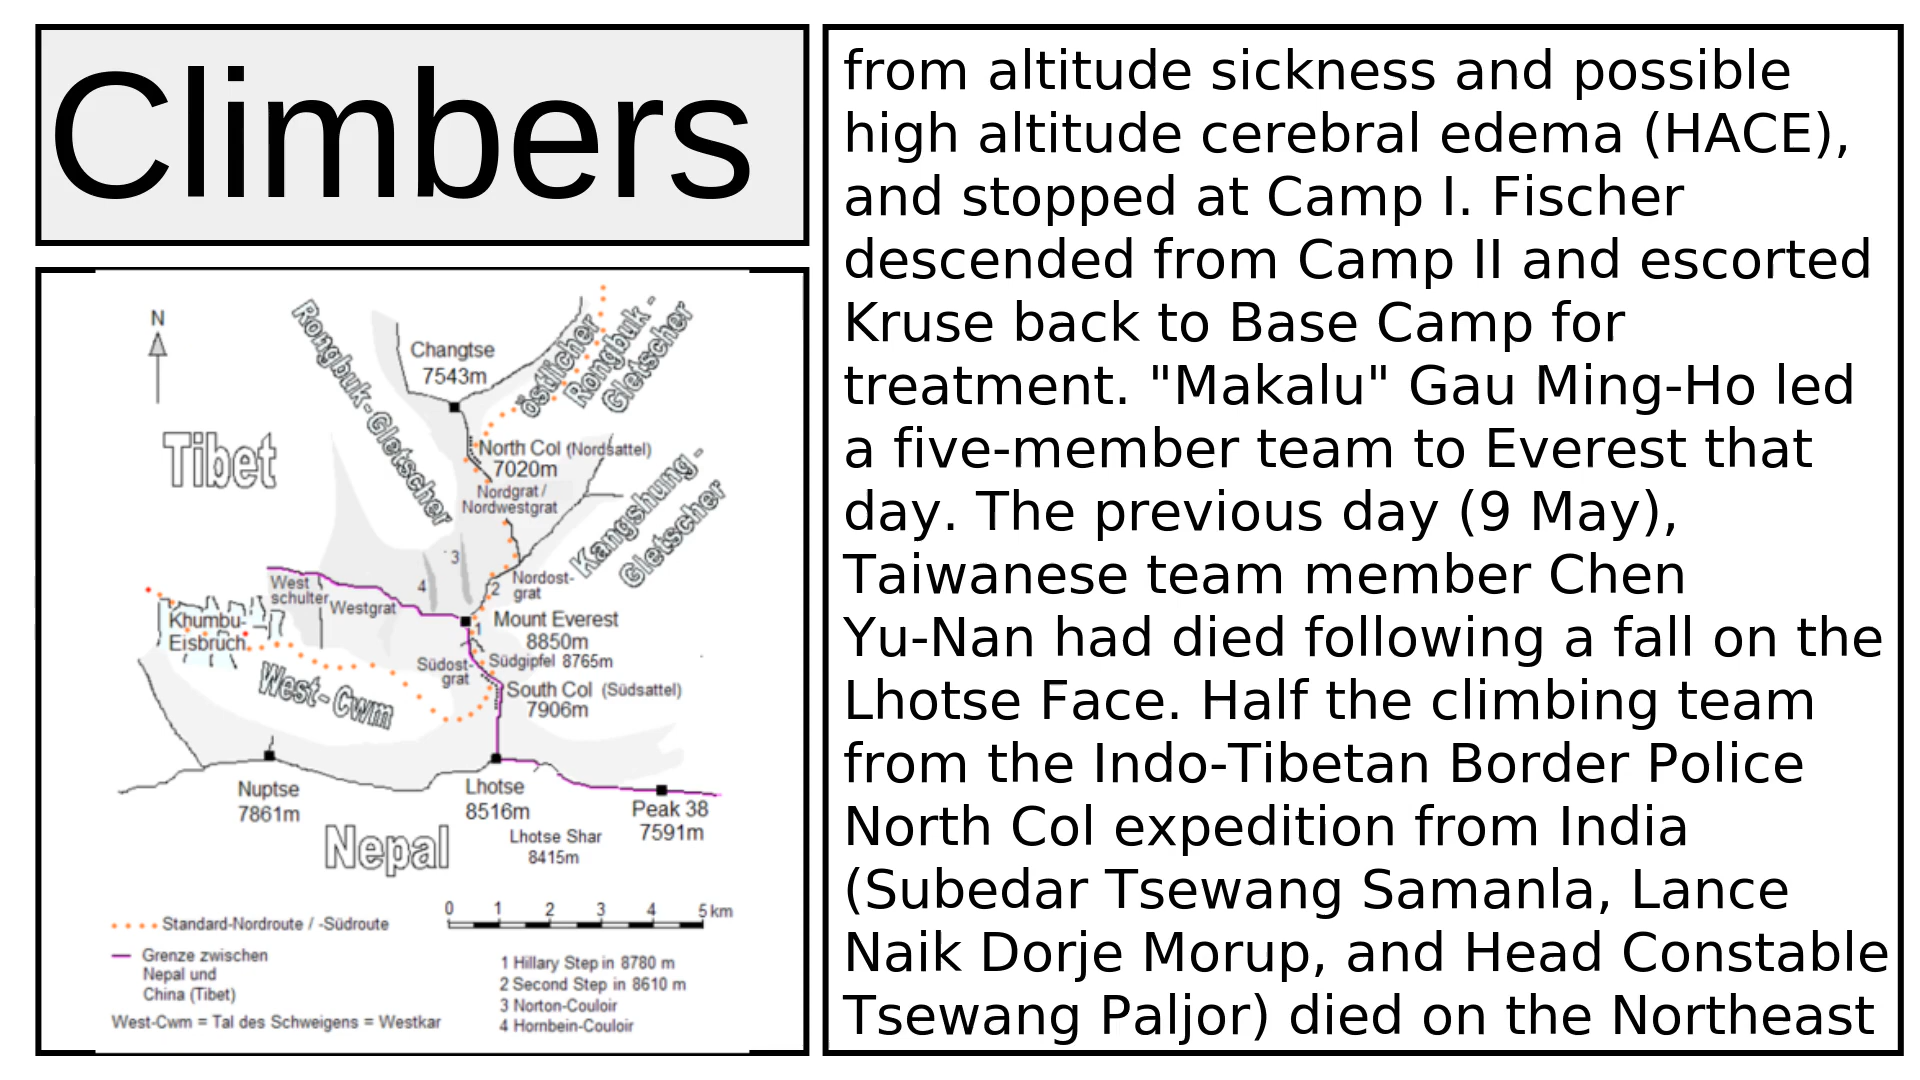 Climbers
N
Rongbuk-Gletscher
Changtse
7543m
östlicher
Rongbuk-
Gletscher
Tibet
North Col (Nordsattel)
7020m
Nordgrat /
Nordwestgrat
Kangshung-
Gletscher
3
4
2
Nordost-
grat
West
schulter
Westgrat
Khumbu-
Eisbruch
Mount Everest
8850m
1
Südgipfel 8765m
Südost-
grat
West-Cwm
South Col (Südsattel)
7906m
Nuptse
7861m
Lhotse
8516m
Peak 38
7591m
Lhotse Shar
8415m
Nepal
0 1 2 3 4 5 km
Standard-Nordroute / -Südroute
Grenze zwischen
Nepal und
China (Tibet)
West-Cwm = Tal des Schweigens = Westkar
1 Hillary Step in 8780 m
2 Second Step in 8610 m
3 Norton-Couloir
4 Hornbein-Couloir
from altitude sickness and possible
high altitude cerebral edema (HACE),
and stopped at Camp I. Fischer
descended from Camp II and escorted
Kruse back to Base Camp for
treatment. "Makalu" Gau Ming-Ho led
a five-member team to Everest that
day. The previous day (9 May),
Taiwanese team member Chen
Yu-Nan had died following a fall on the
Lhotse Face. Half the climbing team
from the Indo-Tibetan Border Police
North Col expedition from India
(Subedar Tsewang Samanla, Lance
Naik Dorje Morup, and Head Constable
Tsewang Paljor) died on the Northeast